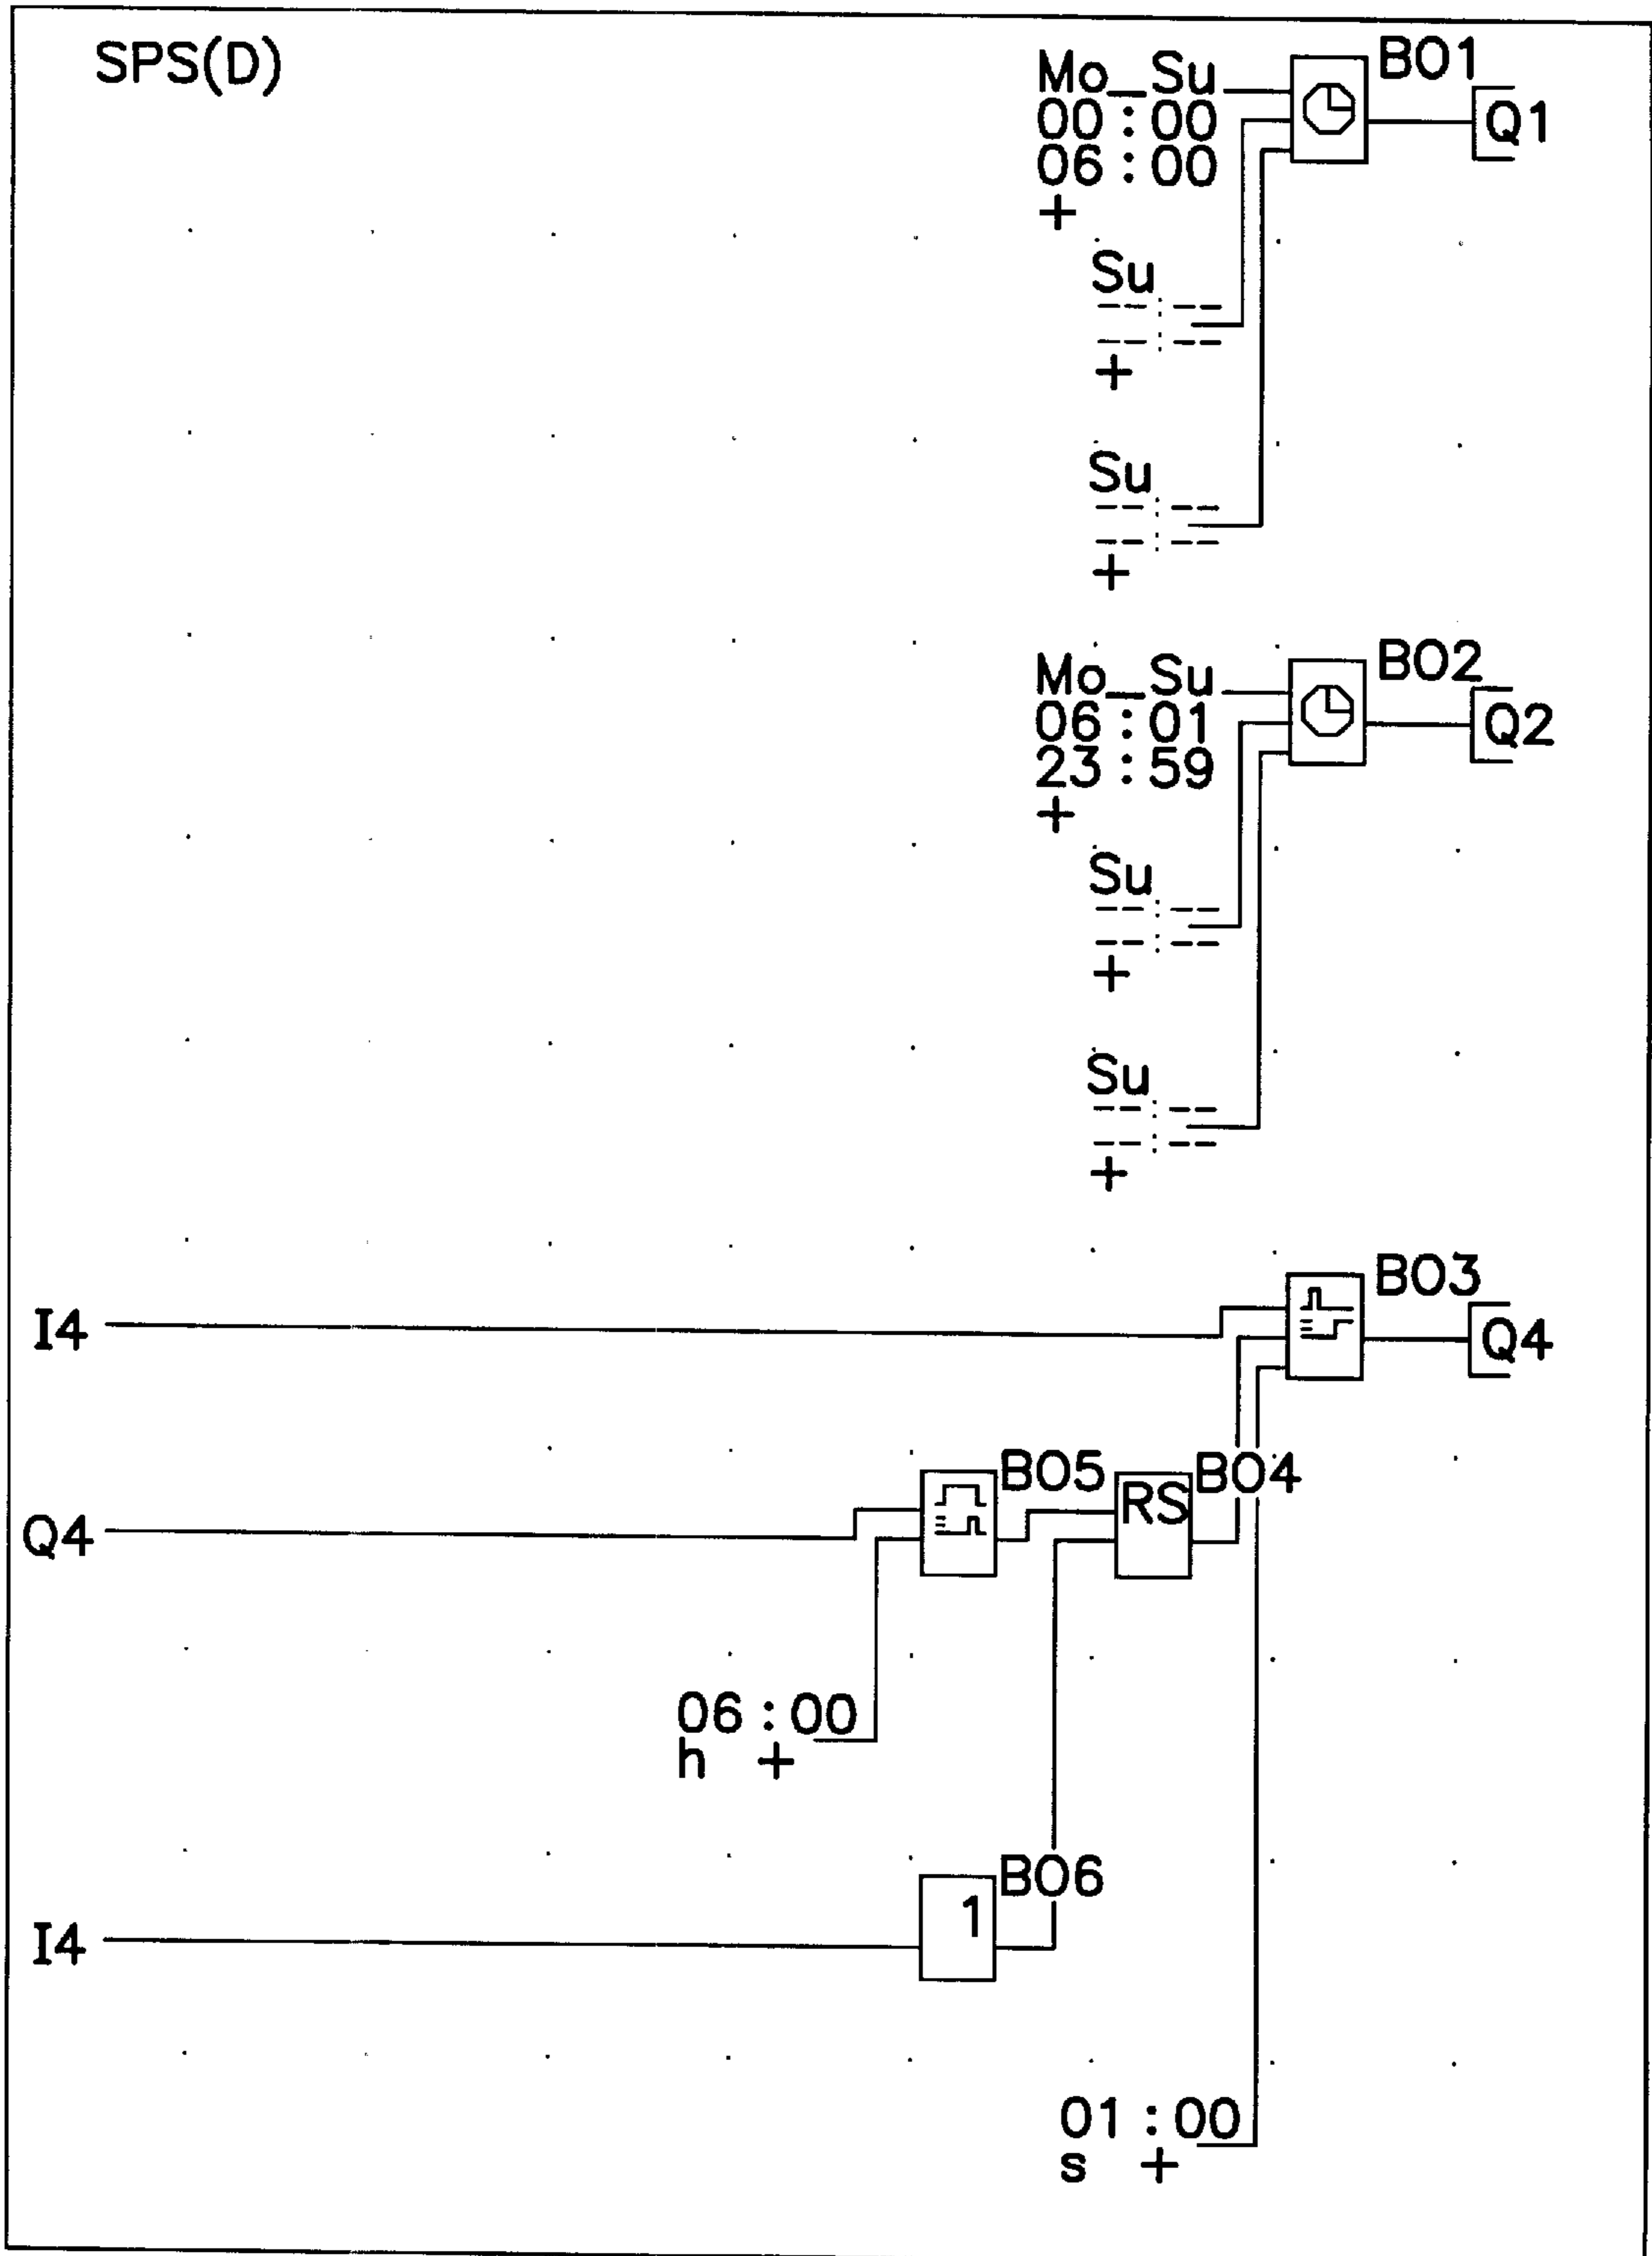 SPS(D)
Mo_Su
00:00
06:00
+
B01
Q1
Su
--:--
--:--
+
Su
--:--
--:--
+
Mo_Su
06:01
23:59
+
B02
Q2
Su
--:--
--:--
+
Su
--:--
--:--
+
I4
B03
Q4
Q4
B05
RS
B04
06:00
h +
I4
1
B06
01:00
s +